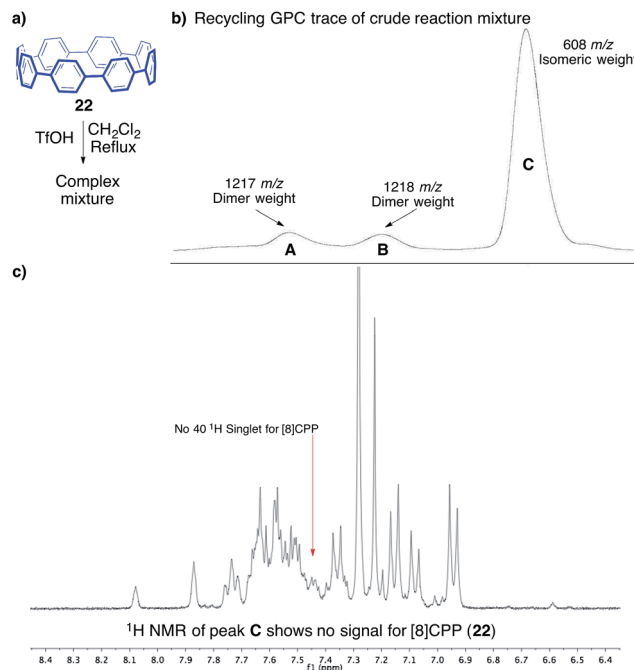 a)
22
TfOH
CH2Cl2
Reflux
Complex
mixture
b) Recycling GPC trace of crude reaction mixture
1217 m/z
Dimer weight
1218 m/z
Dimer weight
608 m/z
Isomeric weight
A
B
C
c)
No 40 ¹H Singlet for [8]CPP
¹H NMR of peak C shows no signal for [8]CPP (22)
8.4 8.3 8.2 8.1 8.0 7.9 7.8 7.7 7.6 7.5 7.4 7.3 7.2 7.1 7.0 6.9 6.8 6.7 6.6 6.5 6.4
f1 (ppm)